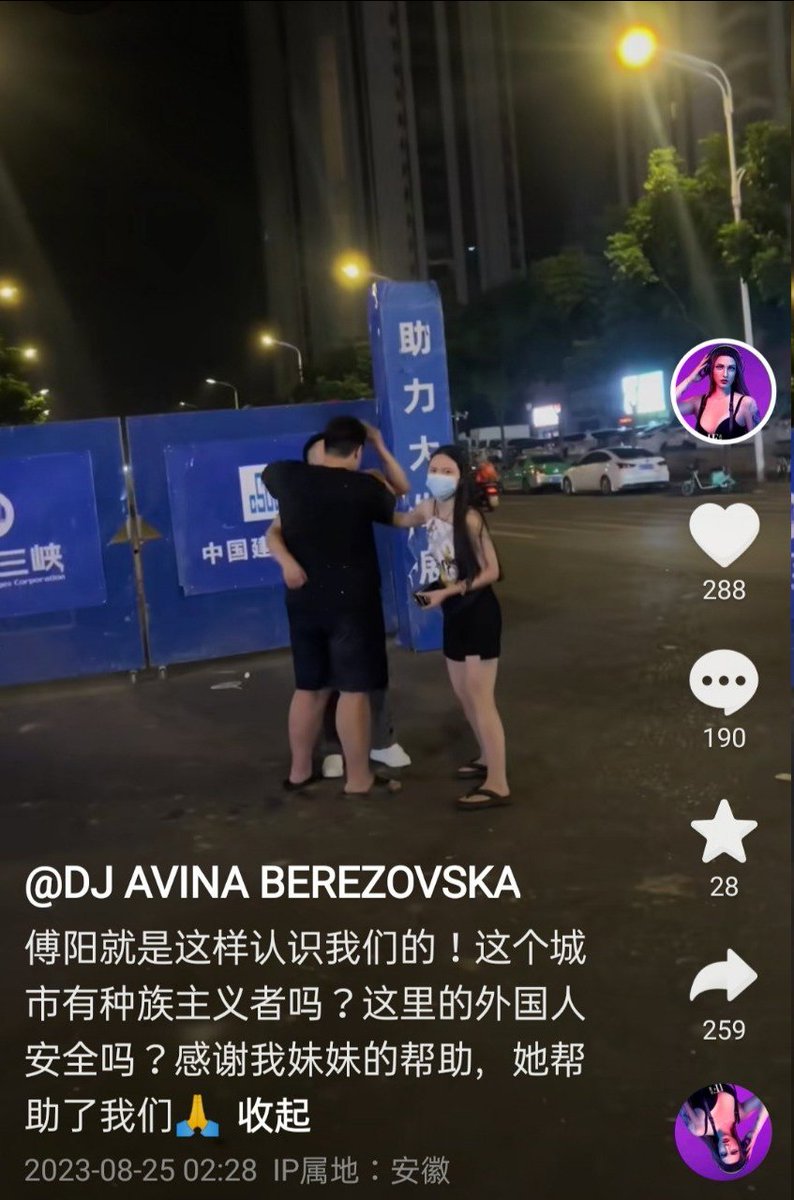 助力大
展
三峡
ges Corporation
中国建
288
190
28
259
@DJ AVINA BEREZOVSKA
傅阳就是这样认识我们的！这个城
市有种族主义者吗？这里的外国人
安全吗？感谢我妹妹的帮助，她帮
助了我们🙏 收起
2023-08-25 02:28 IP属地：安徽